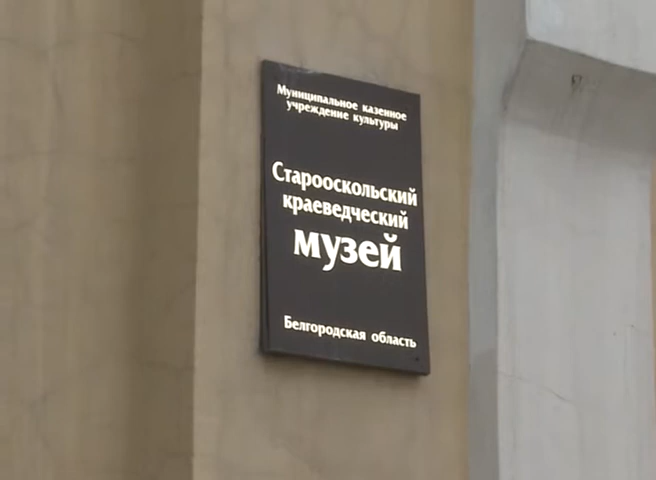 Муниципальное казенное
учреждение культуры
Старооскольский
краеведческий
музей
Белгородская область